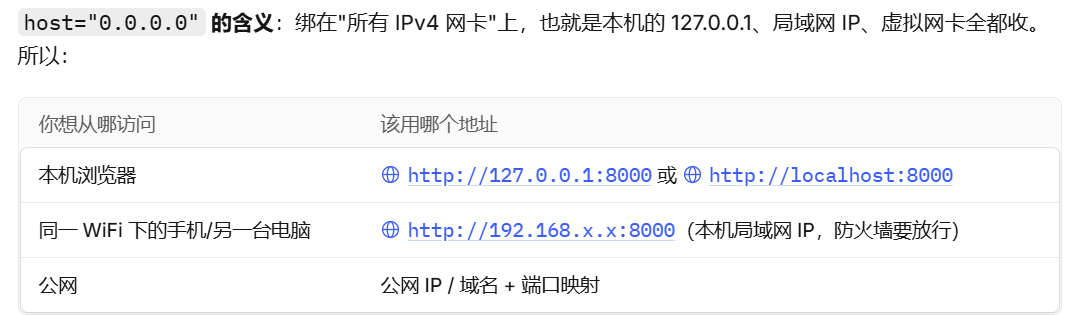 host="0.0.0.0" 的含义：绑在"所有 IPv4 网卡"上，也就是本机的 127.0.0.1、局域网 IP、虚拟网卡全都收。
所以：
你想从哪访问 该用哪个地址
本机浏览器 http://127.0.0.1:8000 或 http://localhost:8000
同一 WiFi 下的手机/另一台电脑 http://192.168.x.x:8000（本机局域网 IP，防火墙要放行）
公网 公网 IP / 域名 + 端口映射